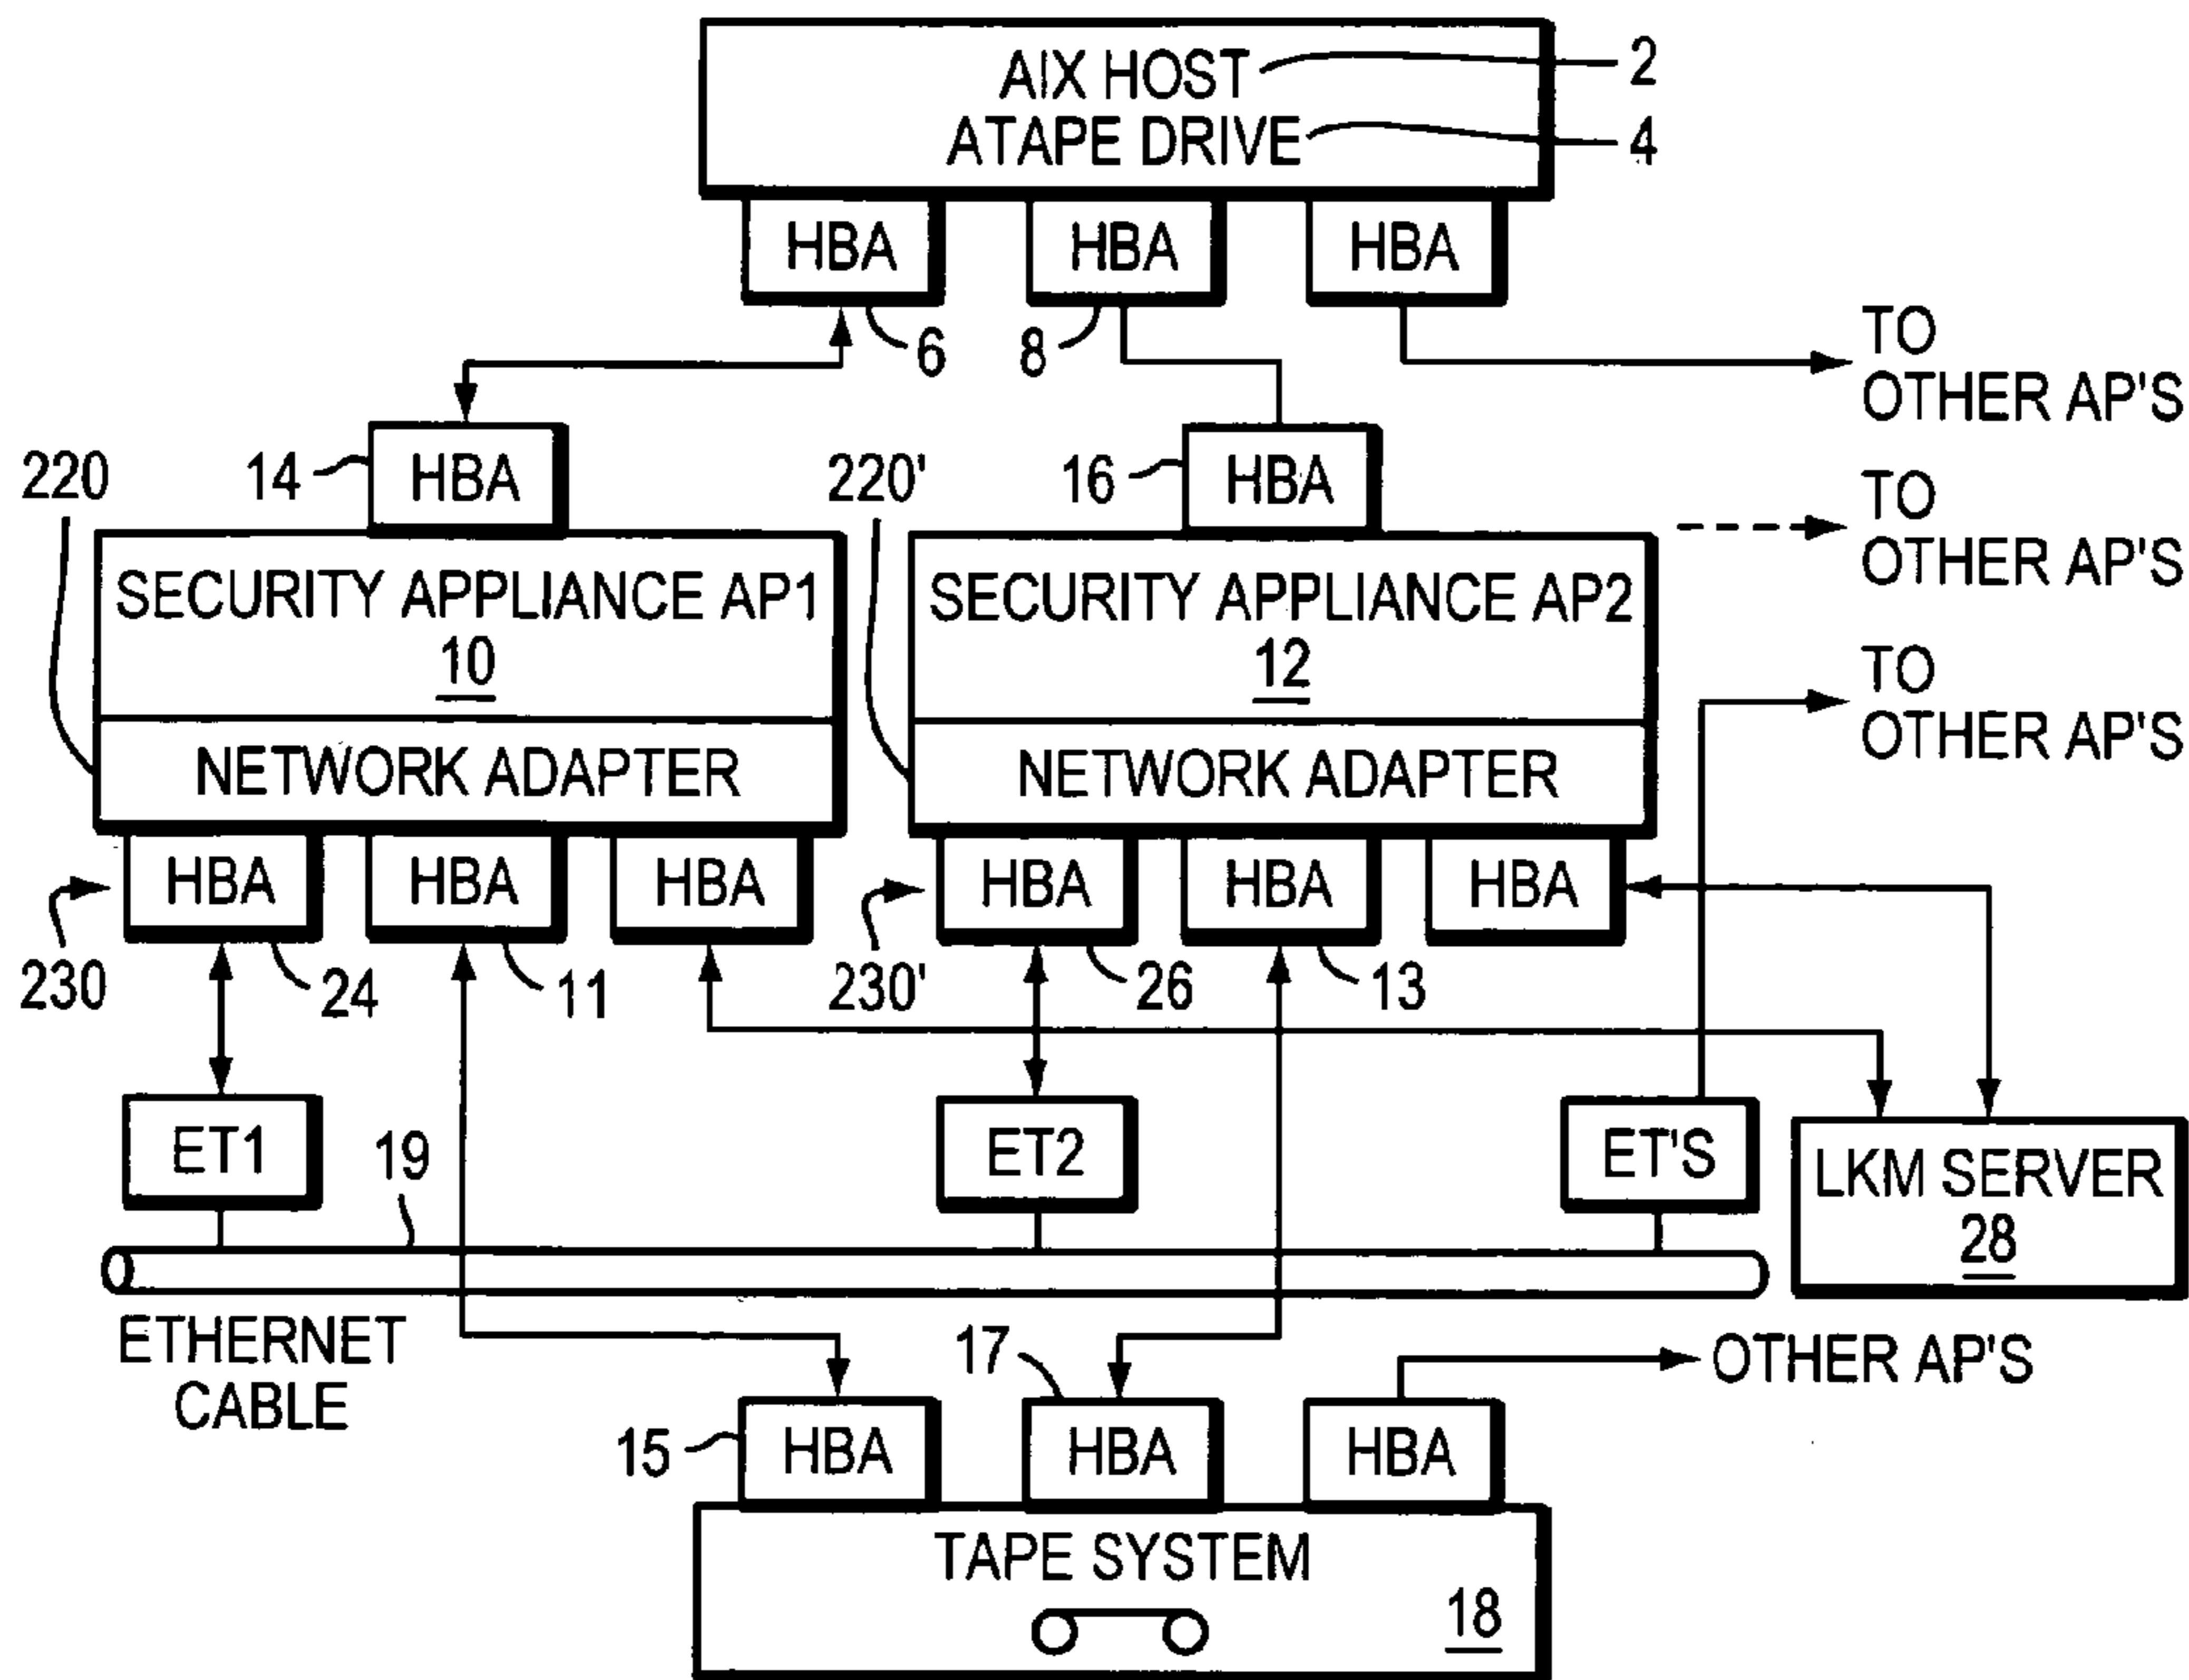 AIX HOST
2
ATAPE DRIVE
4
HBA
HBA
HBA
6
8
TO
OTHER AP'S
220
14
HBA
220'
16
HBA
TO
OTHER AP'S
SECURITY APPLIANCE AP1
10
NETWORK ADAPTER
SECURITY APPLIANCE AP2
12
NETWORK ADAPTER
TO
OTHER AP'S
HBA
HBA
HBA
HBA
HBA
HBA
230
24
11
230'
26
13
ET1
19
ET2
ET'S
LKM SERVER
28
ETHERNET
CABLE
17
OTHER AP'S
15
HBA
HBA
HBA
TAPE SYSTEM
18